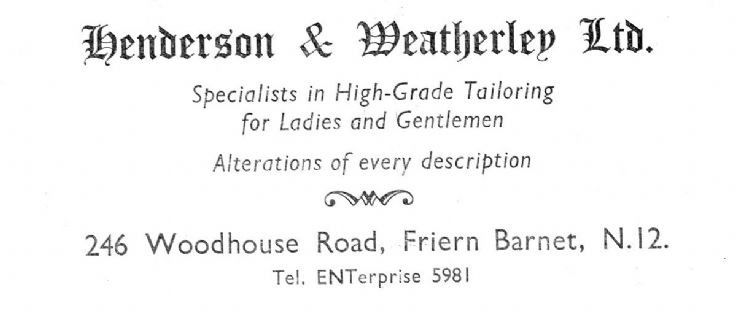 Henderson & Weatherley Ltd.
Specialists in High-Grade Tailoring
for Ladies and Gentlemen
Alterations of every description
246 Woodhouse Road, Friern Barnet, N.12.
Tel. ENTerprise 5981